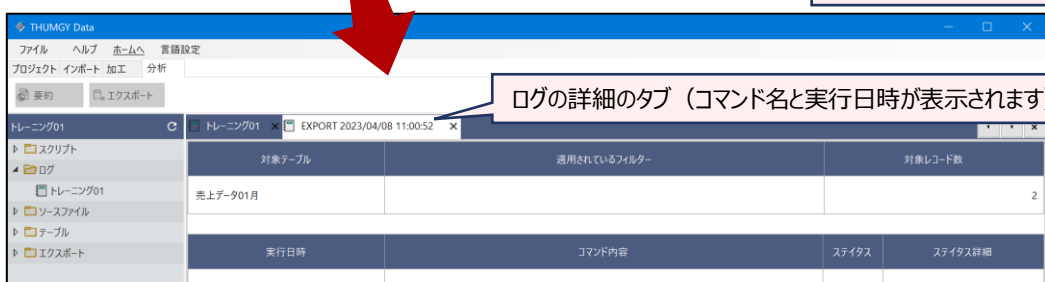 THUMGY Data
ファイル ヘルプ ホームへ 言語設定
プロジェクト インポート 加工 分析
要約 エクスポート
ログの詳細のタブ（コマンド名と実行日時が表示されます
トレーニング01 トレーニング01 EXPORT 2023/04/08 11:00:52
スクリプト
ログ
トレーニング01
ソースファイル
テーブル
エクスポート
対象テーブル 適用されているフィルター 対象レコード数
売上データ01月 2
実行日時 コマンド内容 ステイタス ステイタス詳細